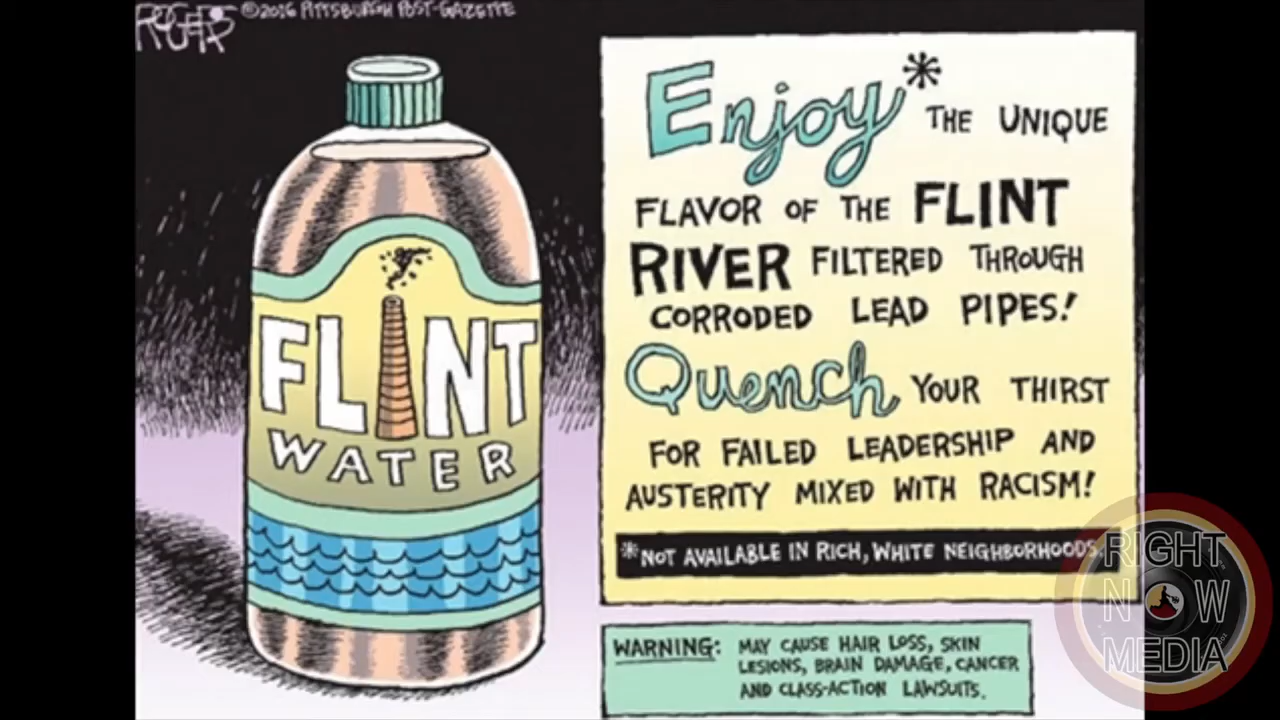 ROGERS ©2016 PITTSBURGH POST-GAZETTE
FLINT
WATER
Enjoy* THE UNIQUE
FLAVOR OF THE FLINT
RIVER FILTERED THROUGH
CORRODED LEAD PIPES!
Quench YOUR THIRST
FOR FAILED LEADERSHIP AND
AUSTERITY MIXED WITH RACISM!
*NOT AVAILABLE IN RICH, WHITE NEIGHBORHOODS.
WARNING: MAY CAUSE HAIR LOSS, SKIN
LESIONS, BRAIN DAMAGE, CANCER
AND CLASS-ACTION LAWSUITS.
RIGHT
NOW
MEDIA